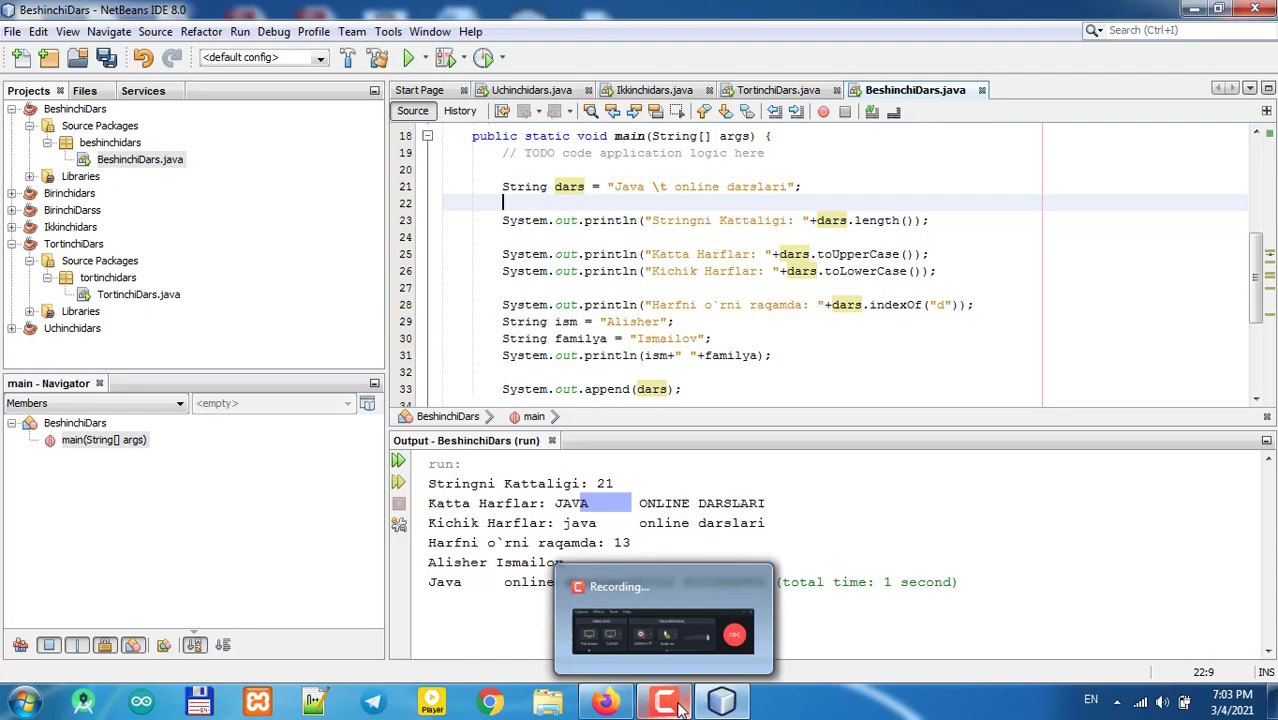 BeshinchiDars - NetBeans IDE 8.0
File Edit View Navigate Source Refactor Run Debug Profile Team Tools Window Help
Search (Ctrl+I)
<default config>
Projects Files Services
Start Page Uchinchidars.java Ikkinchidars.java TortinchiDars.java BeshinchiDars.java
Source History
BeshinchiDars
Source Packages
beshinchidars
BeshinchiDars.java
Libraries
Birinchidars
BirinchiDarss
Ikkinchidars
TortinchiDars
Source Packages
tortinchidars
TortinchiDars.java
Libraries
Uchinchidars
18 public static void main(String[] args) {
19 // TODO code application logic here
20
21 String dars = "Java \t online darslari";
22
23 System.out.println("Stringni Kattaligi: "+dars.length());
24
25 System.out.println("Katta Harflar: "+dars.toUpperCase());
26 System.out.println("Kichik Harflar: "+dars.toLowerCase());
27
28 System.out.println("Harfni o`rni raqamda: "+dars.indexOf("d"));
29 String ism = "Alisher";
30 String familya = "Ismailov";
31 System.out.println(ism+" "+familya);
32
33 System.out.append(dars);
34
BeshinchiDars main
main - Navigator
Members <empty>
BeshinchiDars
main(String[] args)
Output - BeshinchiDars (run)
run:
Stringni Kattaligi: 21
Katta Harflar: JAVA ONLINE DARSLARI
Kichik Harflar: java online darslari
Harfni o`rni raqamda: 13
Alisher Ismailov
Java online (total time: 1 second)
Recording...
rec
22:9 INS
Player
EN
7:03 PM
3/4/2021